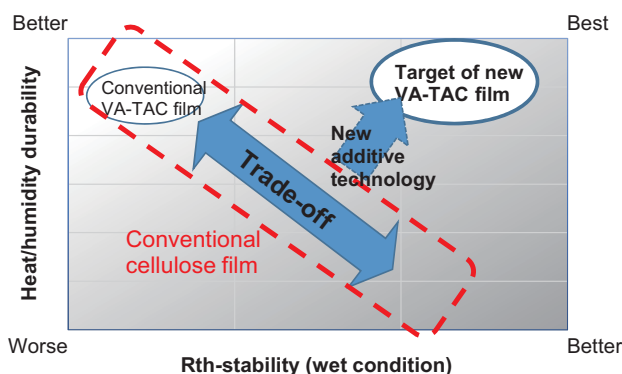 Better
Best
Heat/humidity durability
Conventional
VA-TAC film
Target of new
VA-TAC film
New
additive
technology
Trade-off
Conventional
cellulose film
Worse
Better
Rth-stability (wet condition)